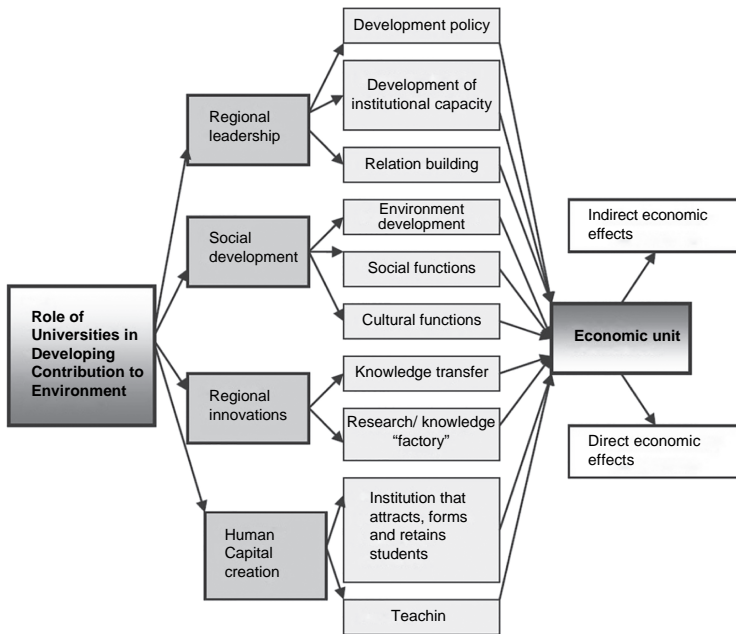 Development policy
Development of
institutional capacity
Regional
leadership
Relation building
Environment
development
Social
development
Social functions
Cultural functions
Indirect economic
effects
Role of
Universities in
Developing
Contribution to
Environment
Economic unit
Regional
innovations
Knowledge transfer
Research/ knowledge
“factory”
Direct economic
effects
Human
Capital
creation
Institution that
attracts, forms
and retains
students
Teachin